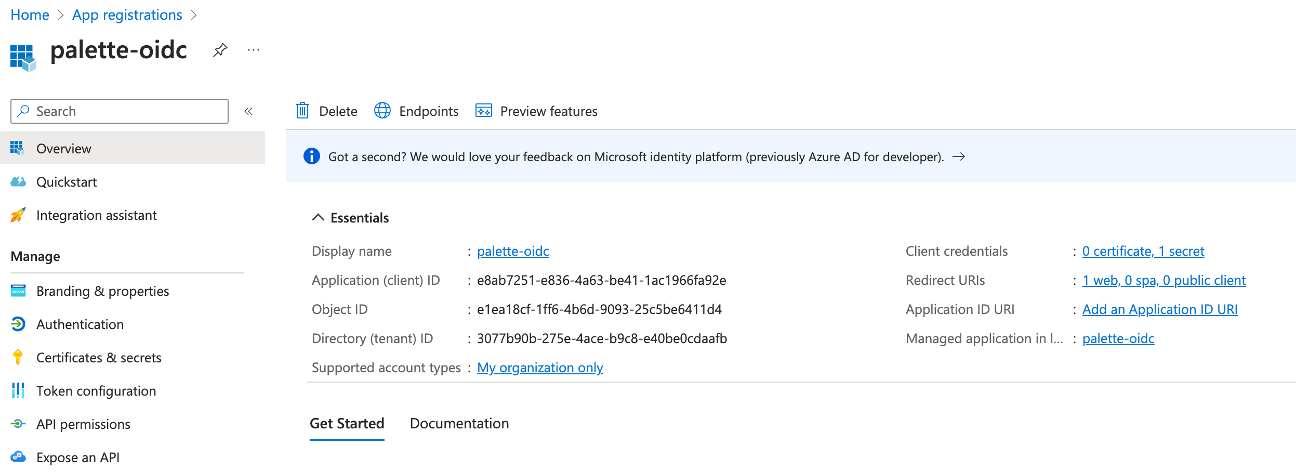 Home > App registrations >
palette-oidc ...
Search «
Overview
Quickstart
Integration assistant
Manage
Branding & properties
Authentication
Certificates & secrets
Token configuration
API permissions
Expose an API
Delete Endpoints Preview features
Got a second? We would love your feedback on Microsoft identity platform (previously Azure AD for developer). →
Essentials
Display name : palette-oidc
Application (client) ID : e8ab7251-e836-4a63-be41-1ac1966fa92e
Object ID : e1ea18cf-1ff6-4b6d-9093-25c5be6411d4
Directory (tenant) ID : 3077b90b-275e-4ace-b9c8-e40be0cdaafb
Supported account types : My organization only
Client credentials : 0 certificate, 1 secret
Redirect URIs : 1 web, 0 spa, 0 public client
Application ID URI : Add an Application ID URI
Managed application in l... : palette-oidc
Get Started Documentation